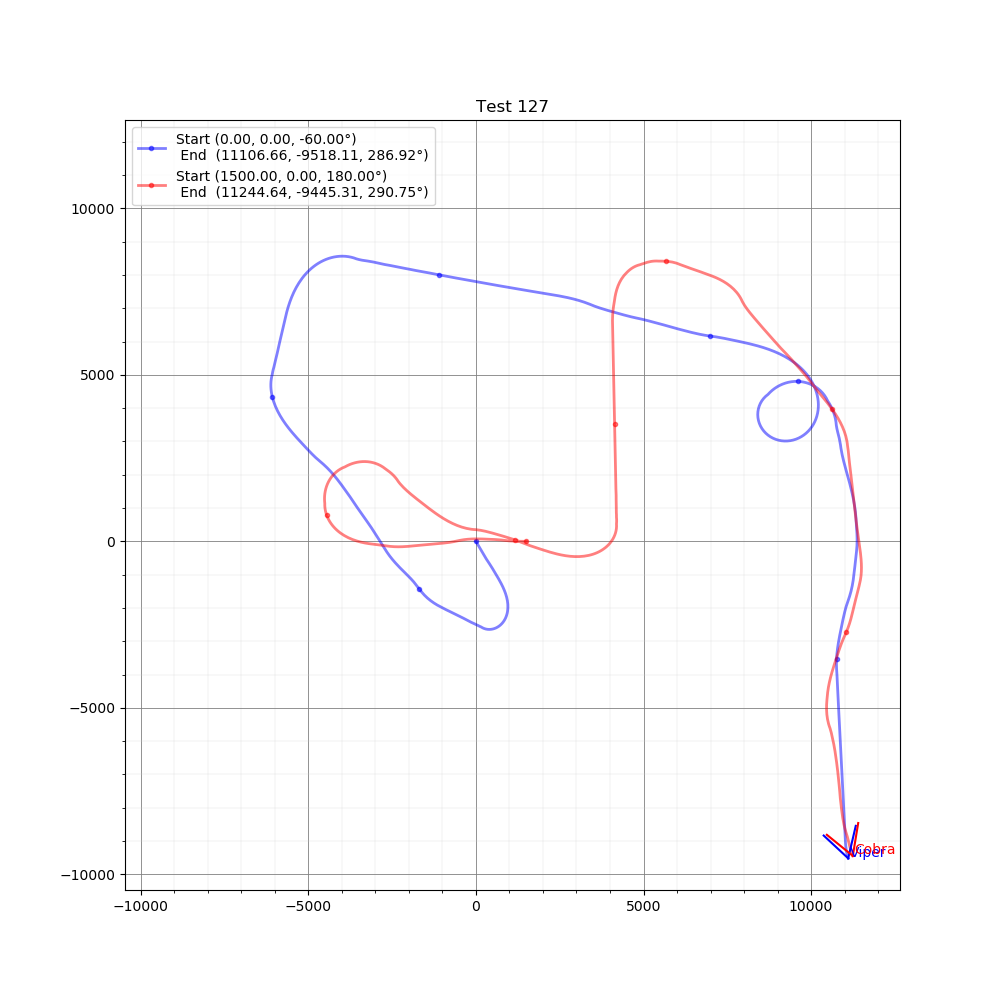 Test 127
Start (0.00, 0.00, -60.00°)
End  (11106.66, -9518.11, 286.92°)
Start (1500.00, 0.00, 180.00°)
End  (11244.64, -9445.31, 290.75°)
10000
5000
0
−5000
−10000
Cobra
Viper
−10000 −5000 0 5000 10000